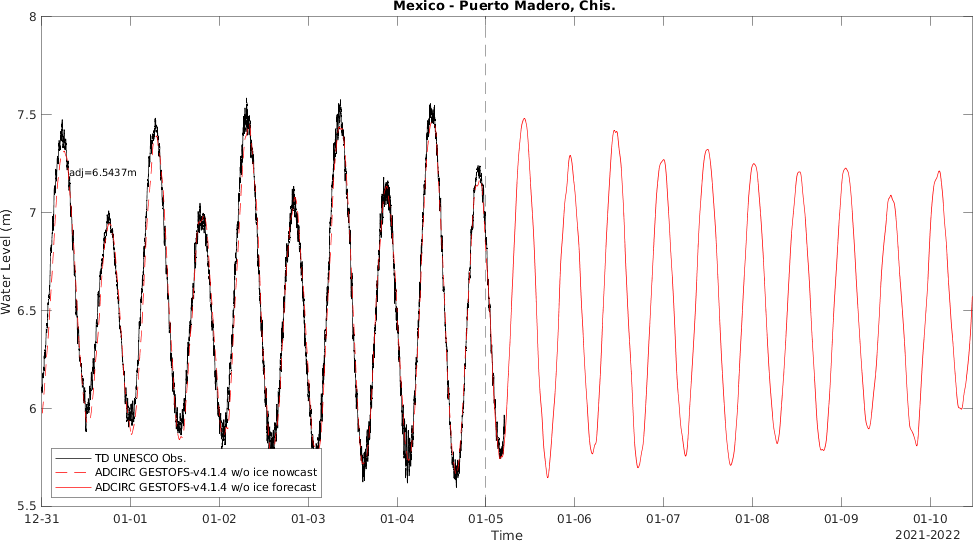 Mexico - Puerto Madero, Chis.
8
7.5
7
6.5
6
5.5
Water Level (m)
adj=6.5437m
TD UNESCO Obs.
ADCIRC GESTOFS-v4.1.4 w/o ice nowcast
ADCIRC GESTOFS-v4.1.4 w/o ice forecast
12-31 01-01 01-02 01-03 01-04 01-05 01-06 01-07 01-08 01-09 01-10
Time
2021-2022